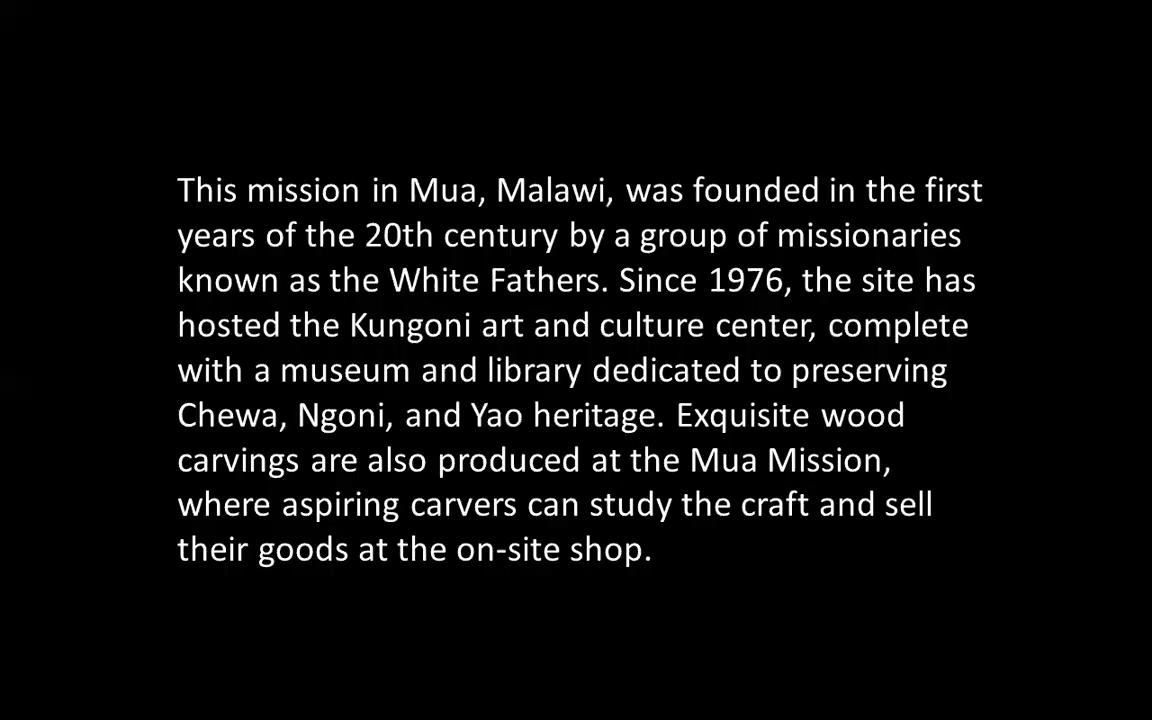 This mission in Mua, Malawi, was founded in the first
years of the 20th century by a group of missionaries
known as the White Fathers. Since 1976, the site has
hosted the Kungoni art and culture center, complete
with a museum and library dedicated to preserving
Chewa, Ngoni, and Yao heritage. Exquisite wood
carvings are also produced at the Mua Mission,
where aspiring carvers can study the craft and sell
their goods at the on-site shop.